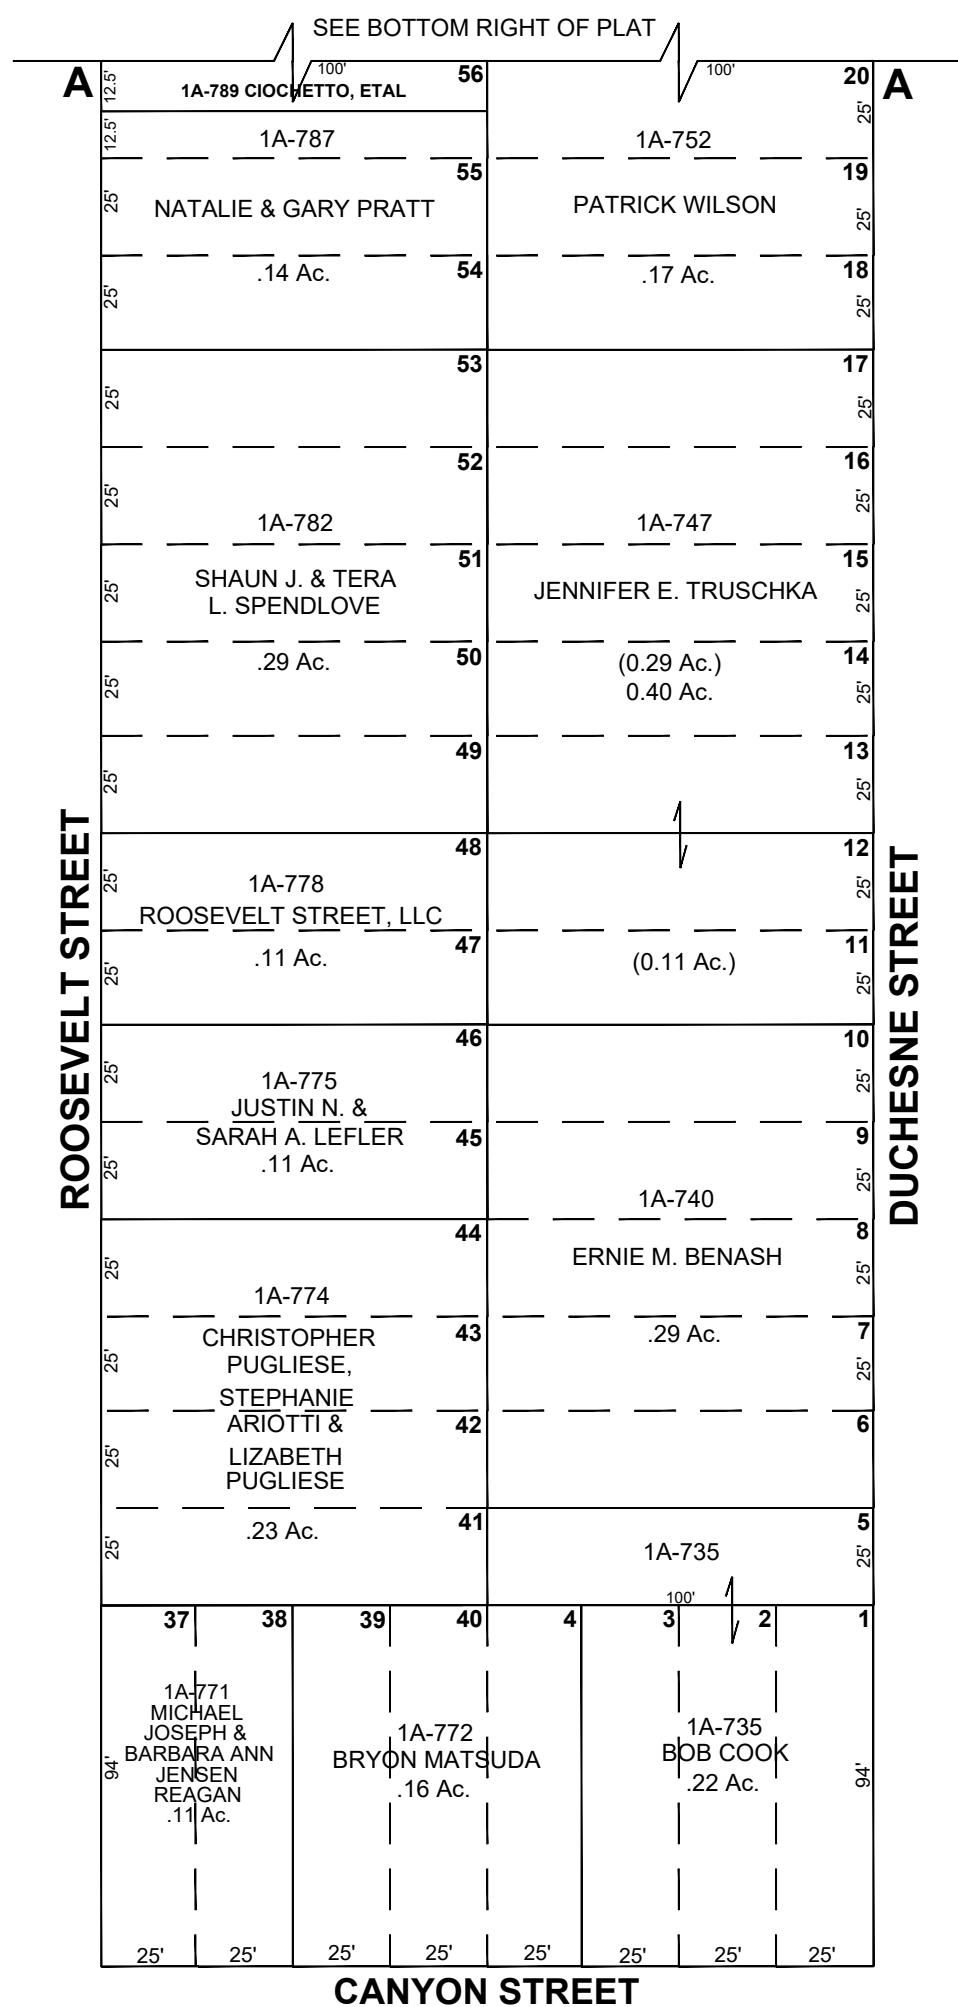 SEE BOTTOM RIGHT OF PLAT
A
12.5'
100'
56
100'
20
A
1A-789 CIOCHETTO, ETAL
25'
12.5'
1A-787
1A-752
55
19
25'
NATALIE & GARY PRATT
PATRICK WILSON
25'
.14 Ac.
54
.17 Ac.
18
25'
25'
53
17
25'
25'
52
16
25'
25'
1A-782
1A-747
51
15
25'
SHAUN J. & TERA
L. SPENDLOVE
JENNIFER E. TRUSCHKA
25'
.29 Ac.
50
(0.29 Ac.)
14
25'
0.40 Ac.
25'
49
13
25'
25'
48
12
25'
1A-778
25'
ROOSEVELT STREET, LLC
47
11
.11 Ac.
(0.11 Ac.)
25'
25'
ROOSEVELT STREET
DUCHESNE STREET
46
10
25'
1A-775
25'
JUSTIN N. &
SARAH A. LEFLER
45
9
25'
.11 Ac.
25'
1A-740
44
8
25'
ERNIE M. BENASH
25'
1A-774
43
7
CHRISTOPHER
.29 Ac.
25'
PUGLIESE,
25'
STEPHANIE
ARIOTTI &
42
6
25'
LIZABETH
PUGLIESE
.23 Ac.
41
5
25'
1A-735
25'
100'
37
38
39
40
4
3
2
1
1A-771
MICHAEL
JOSEPH &
BARBARA ANN
JENSEN
REAGAN
.11 Ac.
94'
1A-772
BRYON MATSUDA
.16 Ac.
1A-735
BOB COOK
.22 Ac.
94'
25'
25'
25'
25'
25'
25'
25'
25'
CANYON STREET